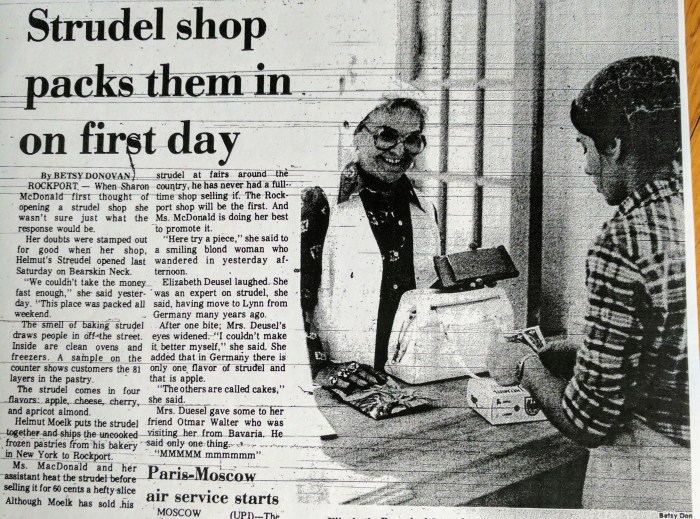 Strudel shop
packs them in
on first day
By BETSY DONOVAN
ROCKPORT — When Sharon
McDonald first thought of
opening a strudel shop she
wasn't sure just what the
response would be.
Her doubts were stamped out
for good when her shop,
Helmut's Streudel opened last
Saturday on Bearskin Neck.
"We couldn't take the money
fast enough," she said yester-
day. "This place was packed all
weekend.
The smell of baking strudel
draws people in off-the street.
Inside are clean ovens and
freezers. A sample on the
counter shows customers the 81
layers in the pastry.
The strudel comes in four
flavors: apple, cheese, cherry,
and apricot almond.
Helmut Moelk puts the strudel
together and ships the uncooked
frozen pastries from his bakery
in New York to Rockport.
Ms. MacDonald and her
assistant heat the strudel before
selling it for 60 cents a hefty slice
Although Moelk has sold his
strudel at fairs around the
country, he has never had a full-
time shop selling if. The Rock-
port shop will be the first. And
Ms. McDonald is doing her best
to promote it.
"Here try a piece," she said to
a smiling blond woman who
wandered in yesterday af-
ternoon.
Elizabeth Deusel laughed. She
was an expert on strudel, she
said, having move to Lynn from
Germany many years ago.
After one bite; Mrs. Deusel's
eyes widened. "I couldn't make
it better myself," she said. She
added that in Germany there is
only one flavor of strudel and
that is apple.
"The others are called cakes,"
she said.
Mrs. Duesel gave some to her
friend Otmar Walter who was
visiting her from Bavaria. He
said only one thing.
"MMMMM mmmmmm"
Paris-Moscow
air service starts
MOSCOW (UPI)—The
Betsy Don